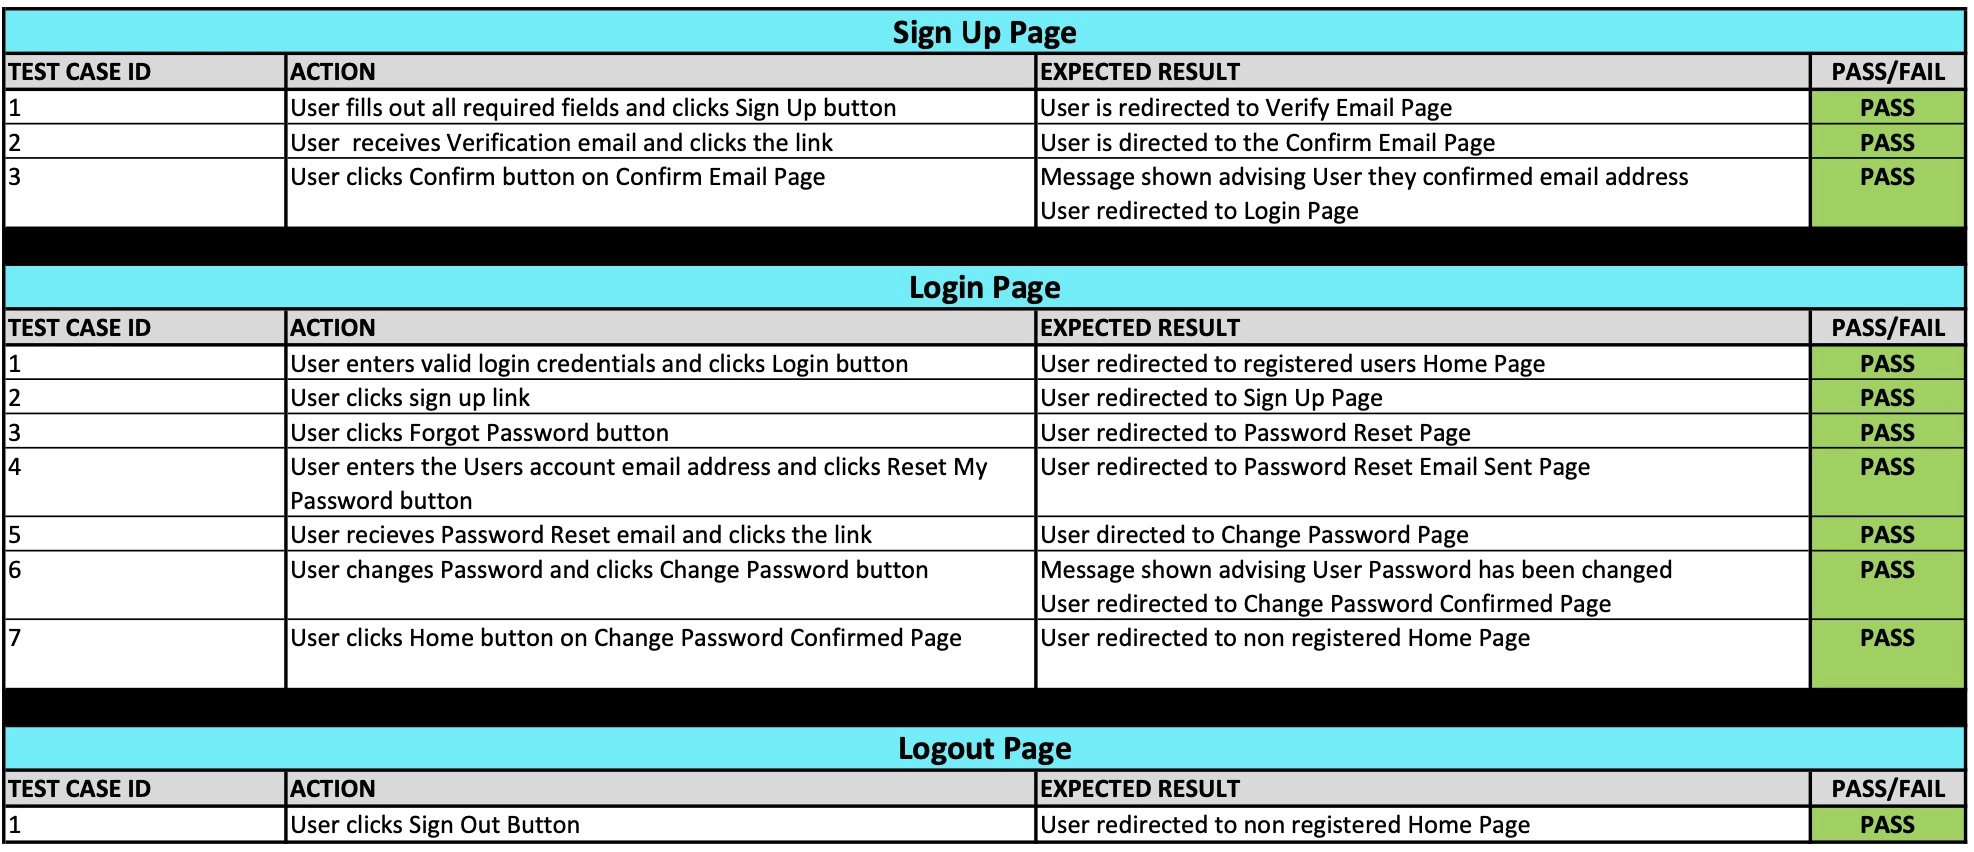 Sign Up Page
TEST CASE ID ACTION EXPECTED RESULT PASS/FAIL
1 User fills out all required fields and clicks Sign Up button User is redirected to Verify Email Page PASS
2 User  receives Verification email and clicks the link User is directed to the Confirm Email Page PASS
3 User clicks Confirm button on Confirm Email Page Message shown advising User they confirmed email address PASS
User redirected to Login Page
Login Page
TEST CASE ID ACTION EXPECTED RESULT PASS/FAIL
1 User enters valid login credentials and clicks Login button User redirected to registered users Home Page PASS
2 User clicks sign up link User redirected to Sign Up Page PASS
3 User clicks Forgot Password button User redirected to Password Reset Page PASS
4 User enters the Users account email address and clicks Reset My User redirected to Password Reset Email Sent Page PASS
Password button
5 User recieves Password Reset email and clicks the link User directed to Change Password Page PASS
6 User changes Password and clicks Change Password button Message shown advising User Password has been changed PASS
User redirected to Change Password Confirmed Page
7 User clicks Home button on Change Password Confirmed Page User redirected to non registered Home Page PASS
Logout Page
TEST CASE ID ACTION EXPECTED RESULT PASS/FAIL
1 User clicks Sign Out Button User redirected to non registered Home Page PASS